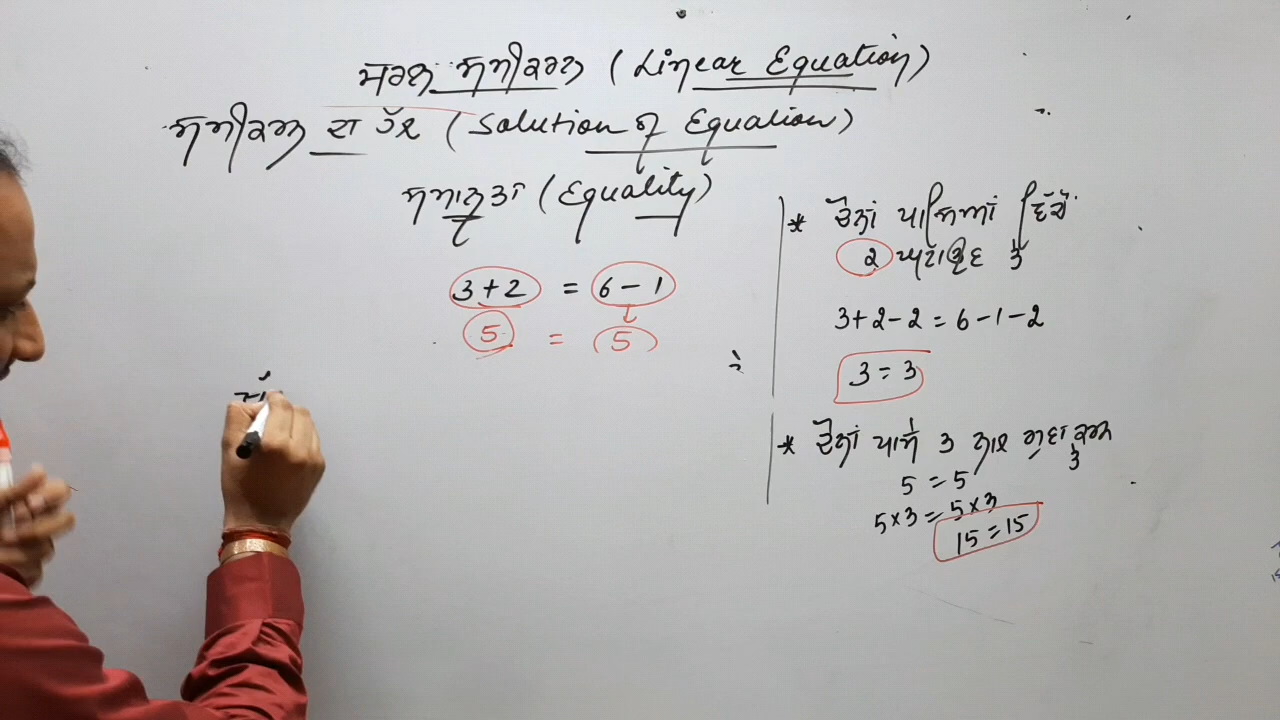 ਸਰਲ ਸਮੀਕਰਣ (Linear Equation)
ਸਮੀਕਰਣ ਦਾ ਹੱਲ (Solution of Equation)
ਸਮਾਨਤਾ (Equality)
3+2 = 6-1
5 = 5
* ਦੋਨਾਂ ਪਾਸਿਆਂ ਵਿੱਚੋਂ
2 ਘਟਾਉਣ ਤੇ
3+2-2 = 6-1-2
3 = 3
* ਦੋਨਾਂ ਪਾਸੇ 3 ਨਾਲ ਗੁਣਾ ਕਰਨ ਤੇ
5 = 5
5×3 = 5×3
15 = 15